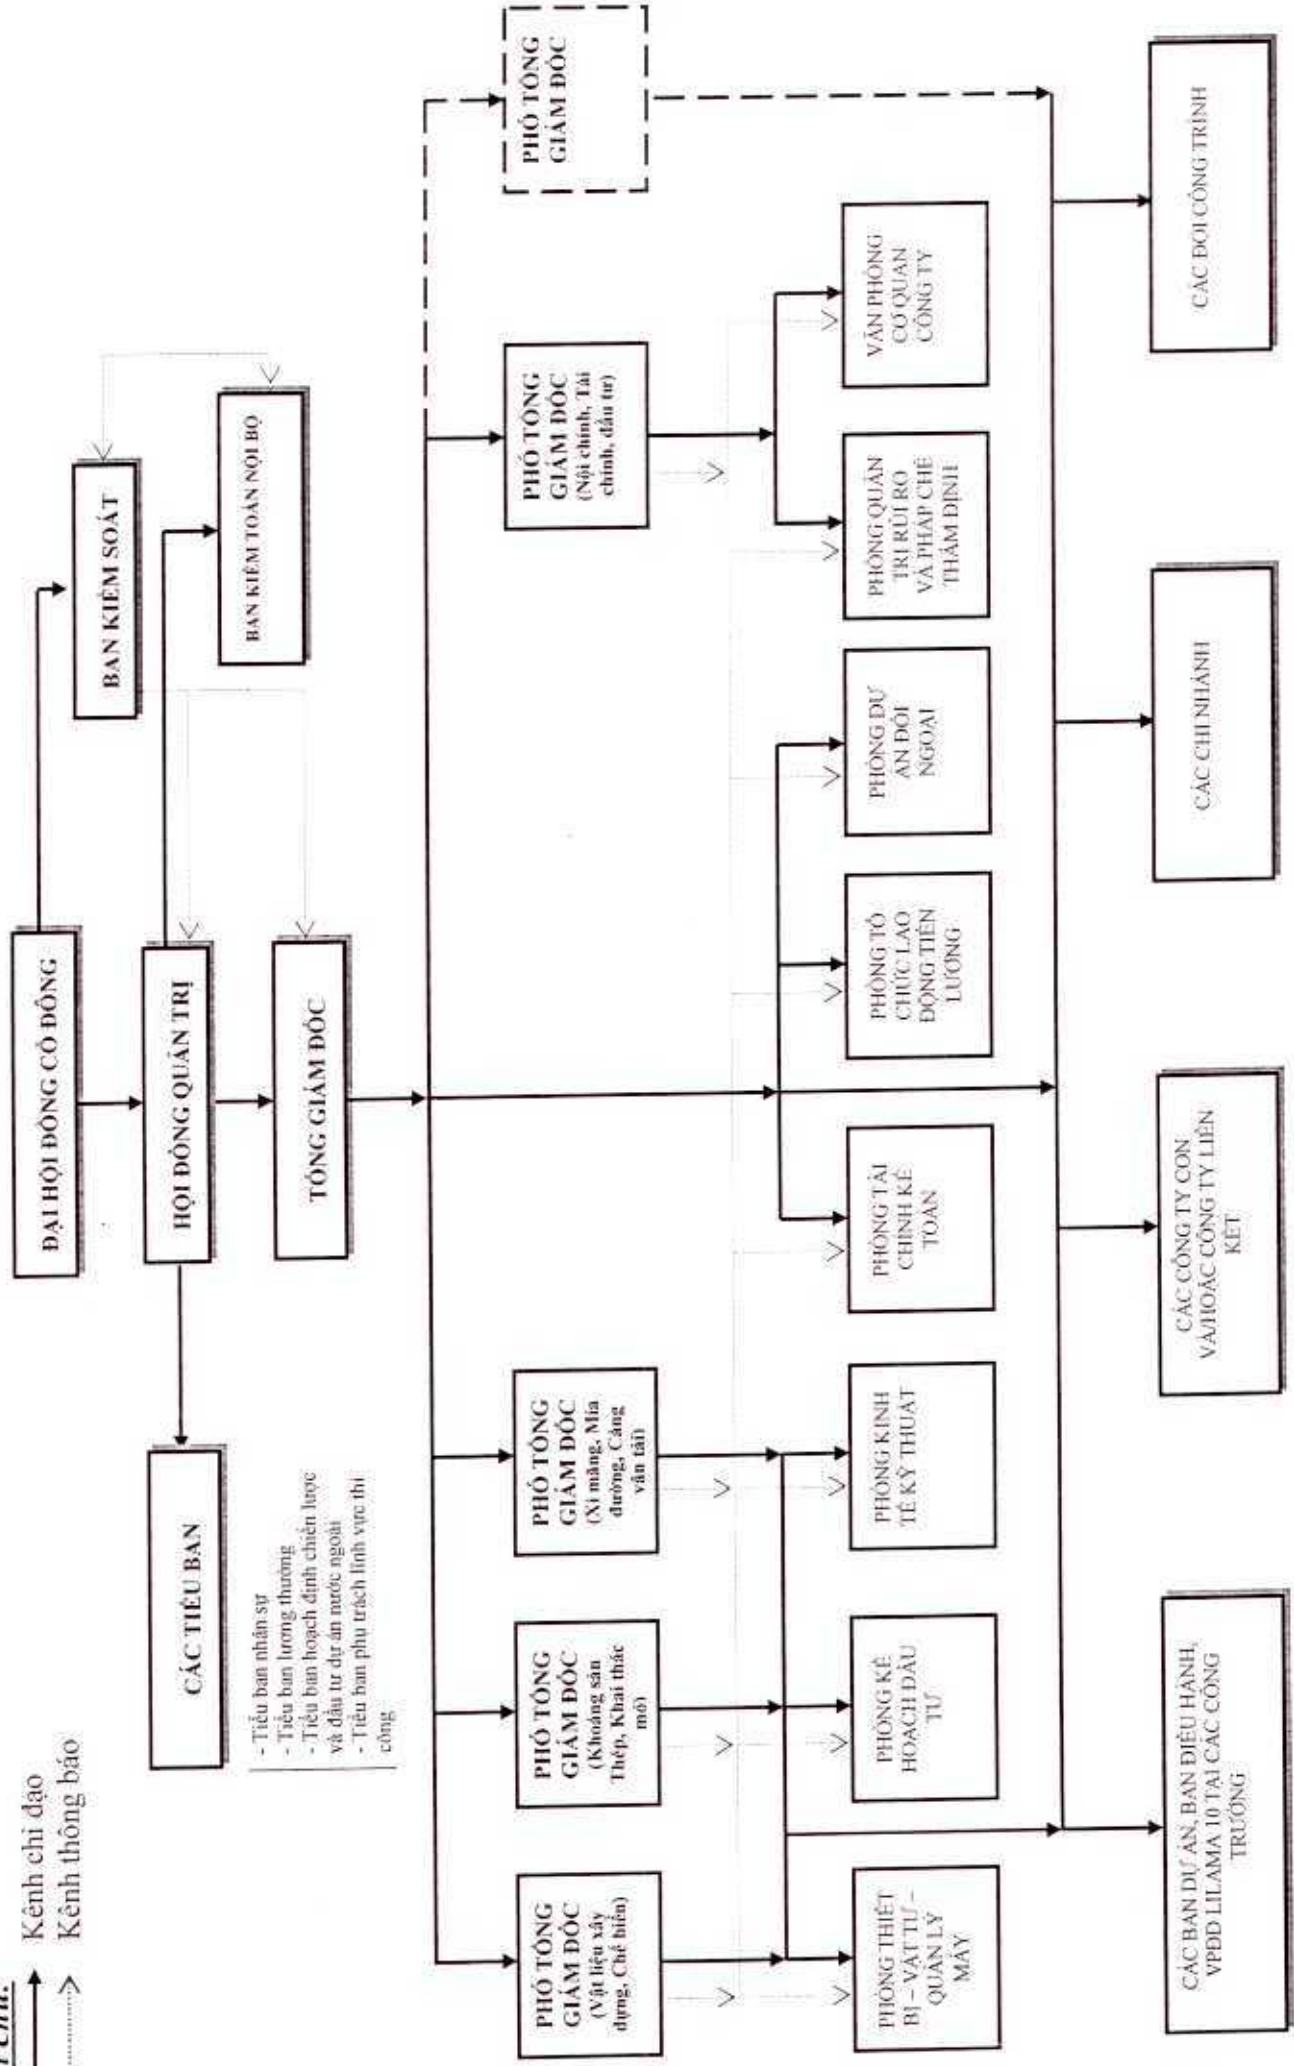 Kênh chỉ đạo
Kênh thông báo
ĐẠI HỘI ĐỒNG CỔ ĐÔNG
BAN KIỂM SOÁT
HỘI ĐỒNG QUẢN TRỊ
BAN KIỂM TOÁN NỘI BỘ
CÁC TIỂU BAN
- Tiểu ban nhân sự
- Tiểu ban lương thưởng
- Tiểu ban hoạch định chiến lược
và đầu tư dự án nước ngoài
- Tiểu ban phụ trách lĩnh vực thi
công
TỔNG GIÁM ĐỐC
PHÓ TỔNG
GIÁM ĐỐC
(Vật liệu xây
dựng, Chế biến)
PHÓ TỔNG
GIÁM ĐỐC
(Khoáng sản
Thép, Khai thác
mỏ)
PHÓ TỔNG
GIÁM ĐỐC
(Xi măng, Mía
đường, Cảng
vận tải)
PHÓ TỔNG
GIÁM ĐỐC
(Nội chính, Tài
chính, đầu tư)
PHÓ TỔNG
GIÁM ĐỐC
PHÒNG THIẾT
BỊ – VẬT TƯ –
QUẢN LÝ
MÁY
PHÒNG KẾ
HOẠCH ĐẦU
TƯ
PHÒNG KINH
TẾ KỸ THUẬT
PHÒNG TÀI
CHÍNH KẾ
TOÁN
PHÒNG TỔ
CHỨC LAO
ĐỘNG TIỀN
LƯƠNG
PHÒNG DỰ
ÁN ĐỐI
NGOẠI
PHÒNG QUẢN
TRỊ RỦI RO
VÀ PHÁP CHẾ
THẨM ĐỊNH
VĂN PHÒNG
CƠ QUAN
CÔNG TY
CÁC BAN DỰ ÁN, BAN ĐIỀU HÀNH,
VPĐD LILAMA 10 TẠI CÁC CÔNG
TRƯỜNG
CÁC CÔNG TY CON
VÀ/HOẶC CÔNG TY LIÊN
KẾT
CÁC CHI NHÁNH
CÁC ĐỘI CÔNG TRÌNH